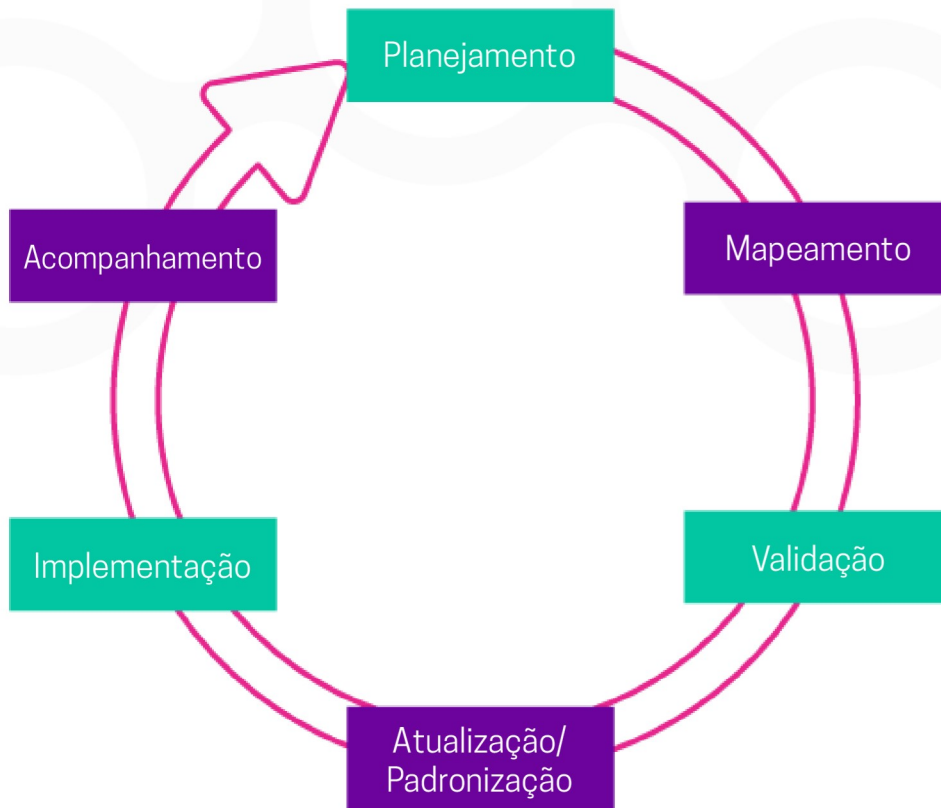 Planejamento
Mapeamento
Validação
Atualização/
Padronização
Implementação
Acompanhamento